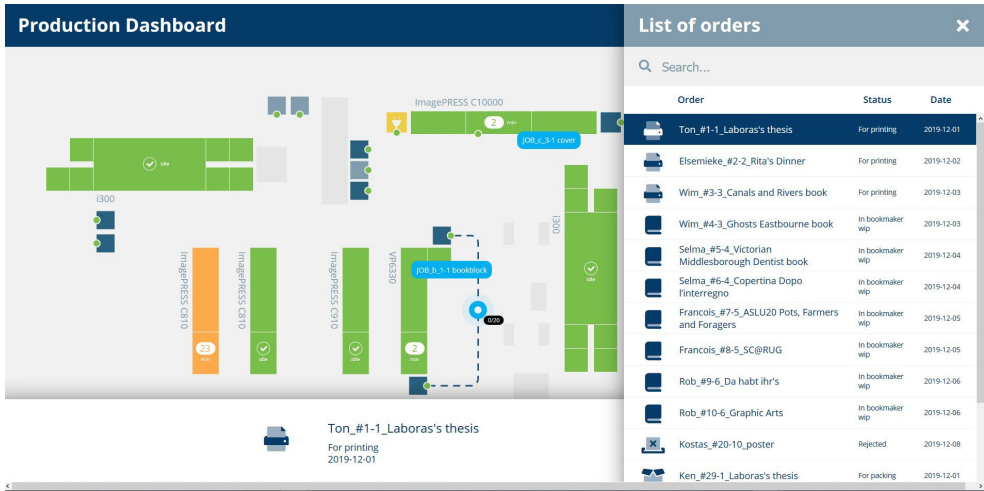 Production Dashboard
List of orders
Search...
Order Status Date
Ton_#1-1_Laboras's thesis For printing 2019-12-01
Elsemieke_#2-2_Rita's Dinner For printing 2019-12-02
Wim_#3-3_Canals and Rivers book For printing 2019-12-03
Wim_#4-3_Ghosts Eastbourne book In bookmaker wip 2019-12-03
Selma_#5-4_Victorian
Middlesborough Dentist book In bookmaker wip 2019-12-04
Selma_#6-4_Copertina Dopo
l'interregno In bookmaker wip 2019-12-04
Francois_#7-5_ASLU20 Pots, Farmers
and Foragers In bookmaker wip 2019-12-05
Francois_#8-5_SC@RUG In bookmaker wip 2019-12-05
Rob_#9-6_Da habt ihr's In bookmaker wip 2019-12-06
Rob_#10-6_Graphic Arts In bookmaker wip 2019-12-06
Kostas_#20-10_poster Rejected 2019-12-08
Ken_#29-1_Laboras's thesis For packing 2019-12-01
ImagePRESS C10000
2 min
JOB_c_3-1 cover
idle
i300
i300
idle
ImagePRESS C810
23
min
ImagePRESS C810
idle
ImagePRESS C910
idle
VP6330
JOB_b_1-1 bookblock
2
min
0/20
Ton_#1-1_Laboras's thesis
For printing
2019-12-01